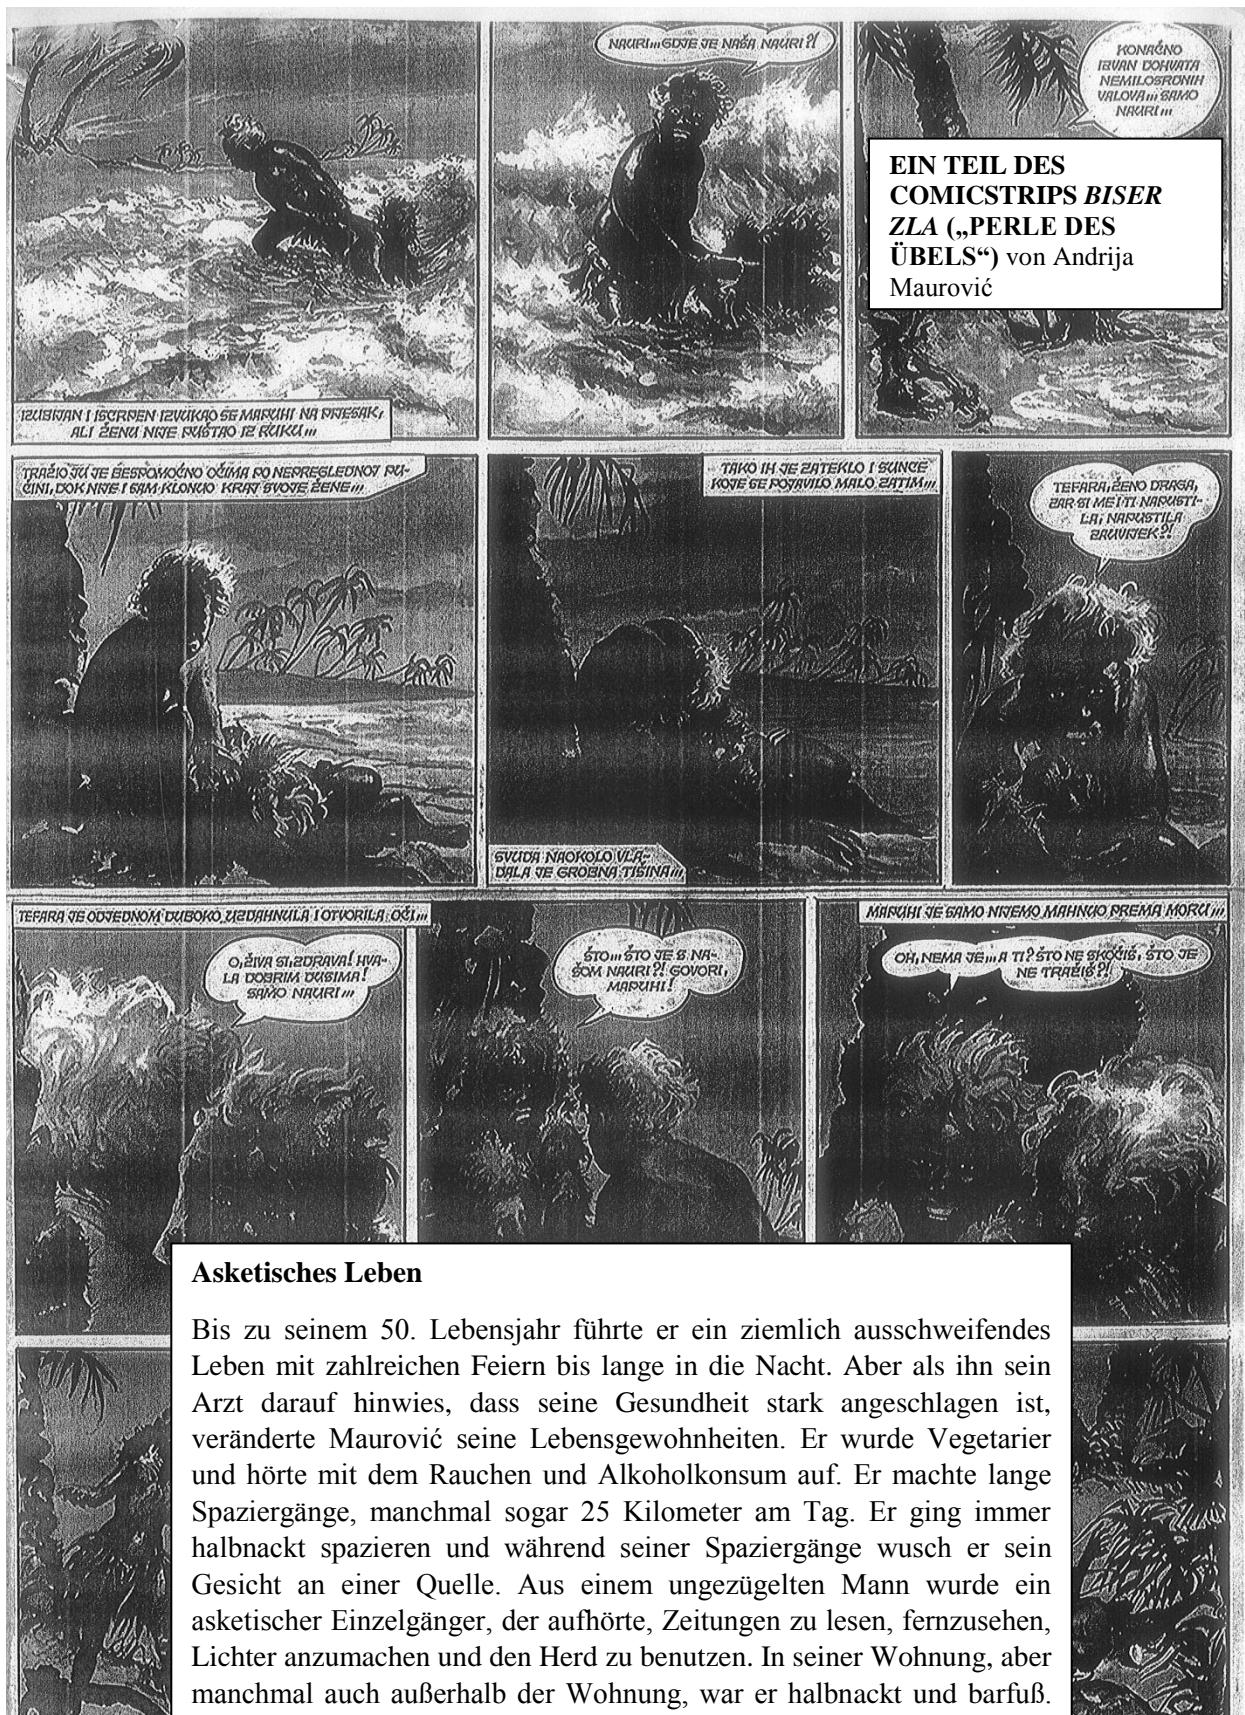 NAURI... GDJE JE NAŠA NAURI?!
KONAČNO
IZVAN DOHVATA
NEMILOSRDNIH
VALOVA... SAMO
NAURI...
EIN TEIL DES
COMICSTRIPS BISER
ZLA („PERLE DES
ÜBELS“) von Andrija
Maurović
IZUBIJAN I ISCRPEN IZVUKAO SE MAPUHI NA PIJESAK,
ALI ŽENU NIJE PUŠTAO IZ RUKU...
TRAŽIO JU JE BESPOMOĆNO OČIMA PO NEPREGLEDNOJ PU-
ČINI, DOK NIJE I SAM KLONUO KRAJ SVOJE ŽENE...
TAKO IH JE ZATEKLO I SUNCE
KOJE SE POJAVILO MALO ZATIM...
SVUDA NAOKOLO VLA-
DALA JE GROBNA TIŠINA...
TEFARA, ŽENO DRAGA,
ZAR SI ME I TI NAPUSTI-
LA, NAPUSTILA
ZAUVIJEK?!
TEFARA JE ODJEDNOM DUBOKO UZDAHNULA I OTVORILA OČI...
O, ŽIVA SI, ZDRAVA! HVA-
LA DOBRIM DUSIMA!
SAMO NAURI...
ŠTO... ŠTO JE S NA-
ŠOM NAURI?! GOVORI,
MAPUHI!
MAPUHI JE SAMO NIJEMO MAHNUO PREMA MORU...
OH, NEMA JE... A TI? ŠTO NE SKOČIŠ, ŠTO JE
NE TRAŽIŠ?!
Asketisches Leben
Bis zu seinem 50. Lebensjahr führte er ein ziemlich ausschweifendes
Leben mit zahlreichen Feiern bis lange in die Nacht. Aber als ihn sein
Arzt darauf hinwies, dass seine Gesundheit stark angeschlagen ist,
veränderte Maurović seine Lebensgewohnheiten. Er wurde Vegetarier
und hörte mit dem Rauchen und Alkoholkonsum auf. Er machte lange
Spaziergänge, manchmal sogar 25 Kilometer am Tag. Er ging immer
halbnackt spazieren und während seiner Spaziergänge wusch er sein
Gesicht an einer Quelle. Aus einem ungezügelten Mann wurde ein
asketischer Einzelgänger, der aufhörte, Zeitungen zu lesen, fernzusehen,
Lichter anzumachen und den Herd zu benutzen. In seiner Wohnung, aber
manchmal auch außerhalb der Wohnung, war er halbnackt und barfuß.